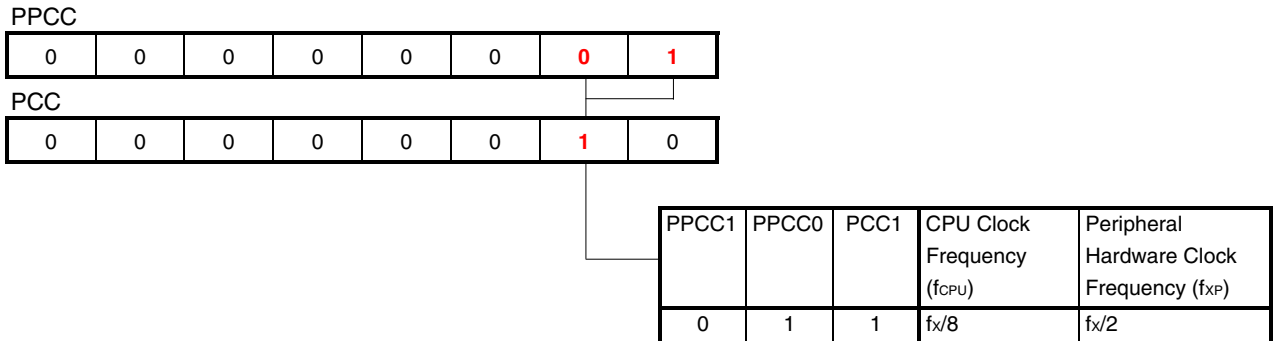 PPCC
0 0 0 0 0 0 0 1
PCC
0 0 0 0 0 0 1 0
PPCC1 PPCC0 PCC1 CPU Clock Peripheral
Frequency Hardware Clock
(fCPU) Frequency (fXP)
0 1 1 fX/8 fX/2